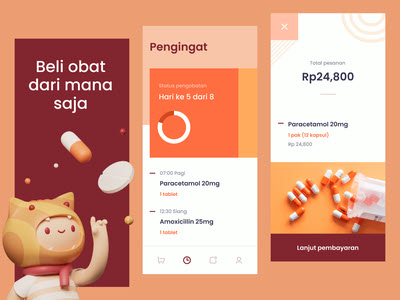 Beli obat
dari mana
saja
Pengingat
Status pengobatan
Hari ke 5 dari 8
07:00 Pagi
Paracetamol 20mg
1 tablet
12:30 Siang
Amoxicillin 25mg
1 tablet
Total pesanan
Rp24,800
Paracetamol 20mg
1 pak (12 kapsul)
Rp 24,800
Lanjut pembayaran